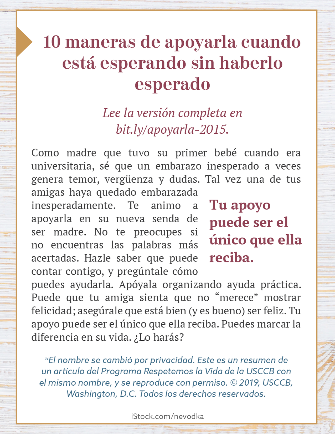 10 maneras de apoyarla cuando
está esperando sin haberlo
esperado
Lee la versión completa en
bit.ly/apoyarla-2015.
Como madre que tuvo su primer bebé cuando era
universitaria, sé que un embarazo inesperado a veces
genera temor, vergüenza y dudas. Tal vez una de tus
amigas haya quedado embarazada
inesperadamente. Te animo a
apoyarla en su nueva senda de
ser madre. No te preocupes si
no encuentras las palabras más
acertadas. Hazle saber que puede
contar contigo, y pregúntale cómo
Tu apoyo
puede ser el
único que ella
reciba.
puedes ayudarla. Apóyala organizando ayuda práctica.
Puede que tu amiga sienta que no “merece” mostrar
felicidad; asegúrale que está bien (y es bueno) ser feliz. Tu
apoyo puede ser el único que ella reciba. Puedes marcar la
diferencia en su vida. ¿Lo harás?
*El nombre se cambió por privacidad. Este es un resumen de
un artículo del Programa Respetemos la Vida de la USCCB con
el mismo nombre, y se reproduce con permiso. © 2019, USCCB,
Washington, D.C. Todos los derechos reservados.
iStock.com/nevodka